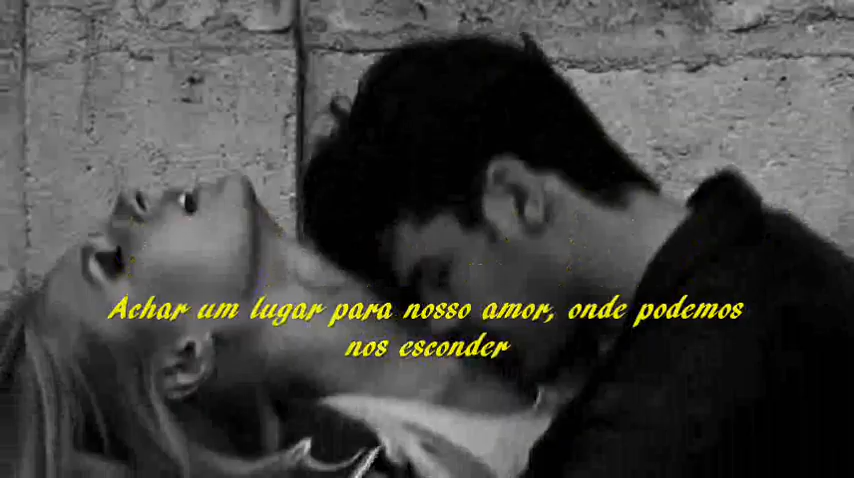 Achar um lugar para nosso amor, onde podemos
nos esconder